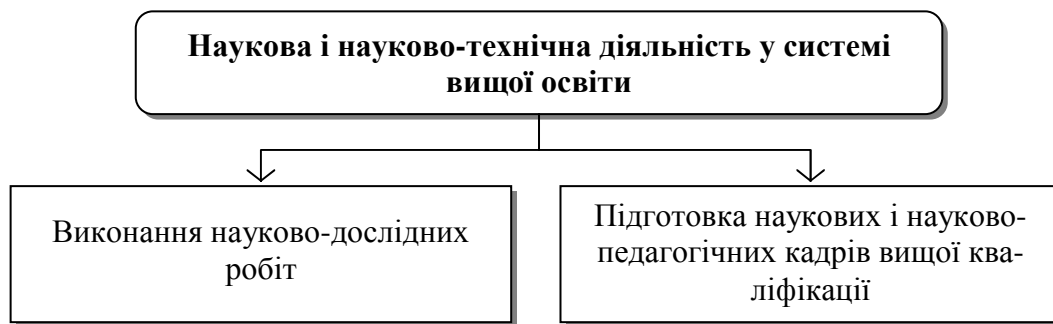 Наукова і науково-технічна діяльність у системі
вищої освіти
Виконання науково-дослідних
робіт
Підготовка наукових і науково-
педагогічних кадрів вищої ква-
ліфікації